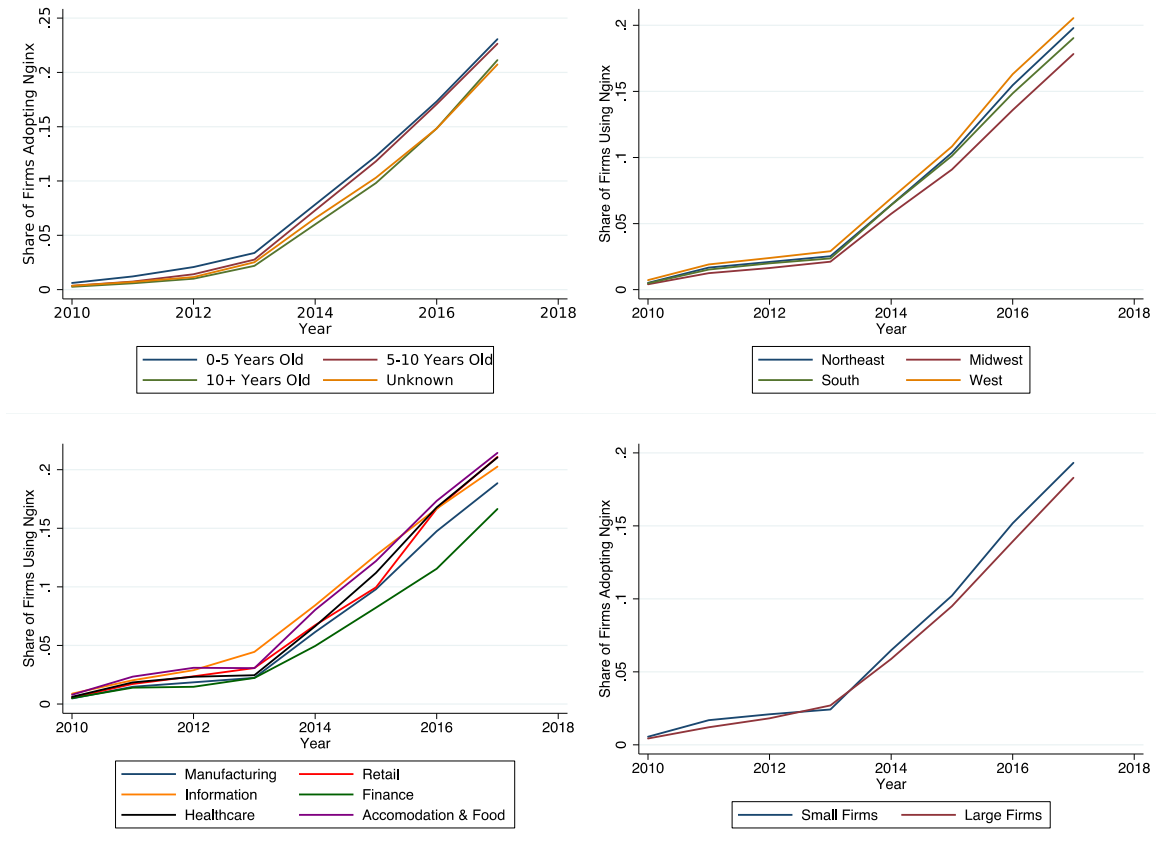 Share of Firms Adopting Nginx
.25
.2
.15
.1
.05
0
2010 2012 2014 2016 2018
Year
0-5 Years Old 5-10 Years Old
10+ Years Old Unknown
Share of Firms Using Nginx
.2
.15
.1
.05
0
2010 2012 2014 2016 2018
Year
Northeast Midwest
South West
Share of Firms Using Nginx
.2
.15
.1
.05
0
2010 2012 2014 2016 2018
Year
Manufacturing Retail
Information Finance
Healthcare Accomodation & Food
Share of Firms Adopting Nginx
.2
.15
.1
.05
0
2010 2012 2014 2016 2018
Year
Small Firms Large Firms